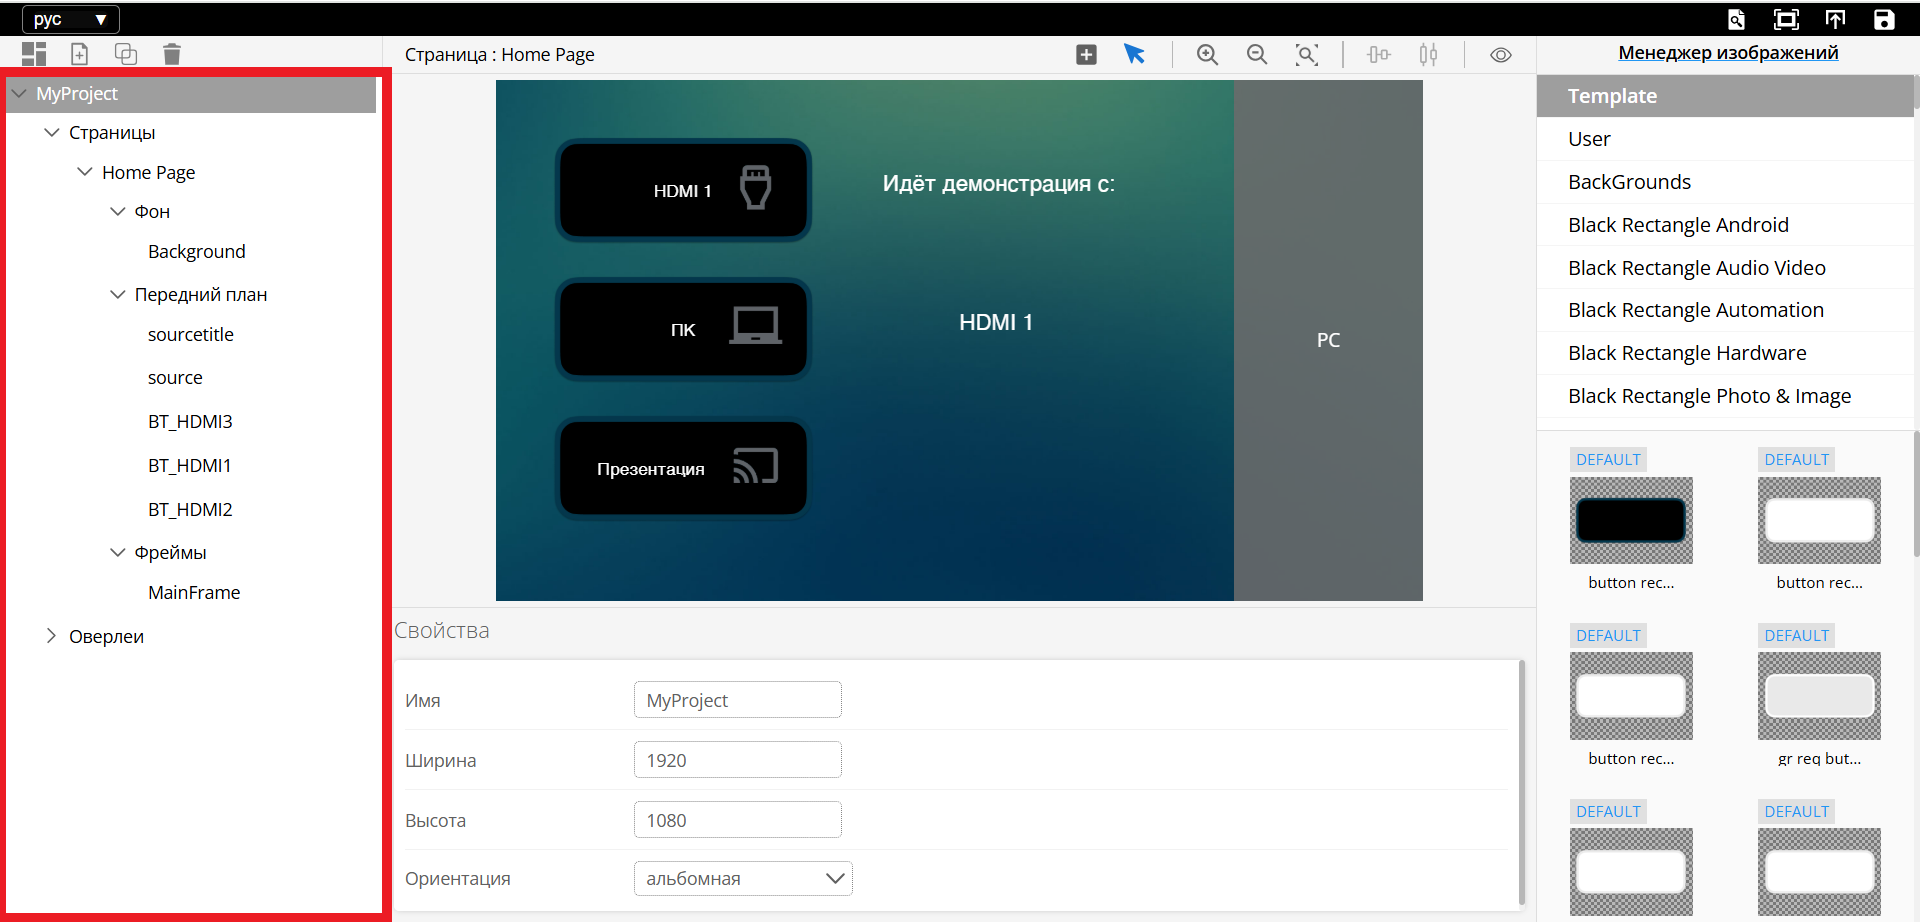 рус ▼
Страница : Home Page
Менеджер изображений
MyProject
Страницы
Home Page
Фон
Background
Передний план
sourcetitle
source
BT_HDMI3
BT_HDMI1
BT_HDMI2
Фреймы
MainFrame
Оверлеи
HDMI 1
ПК
Презентация
Идёт демонстрация с:
HDMI 1
PC
Свойства
Имя MyProject
Ширина 1920
Высота 1080
Ориентация альбомная
Template
User
BackGrounds
Black Rectangle Android
Black Rectangle Audio Video
Black Rectangle Automation
Black Rectangle Hardware
Black Rectangle Photo & Image
DEFAULT DEFAULT
button rec... button rec...
DEFAULT DEFAULT
button rec... gr reg but...
DEFAULT DEFAULT